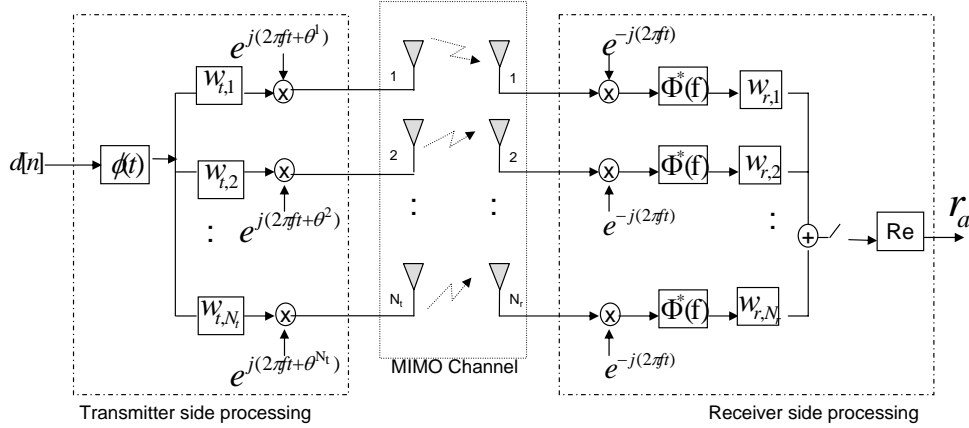 e^{j(2πft+θ^1)}
e^{-j(2πft)}
w_{t,1}
x
1
1
x
Φ*(f)
w_{r,1}
d[n]
ϕ(t)
w_{t,2}
x
2
2
x
Φ*(f)
w_{r,2}
e^{j(2πft+θ^2)}
e^{-j(2πft)}
:
:
:
:
+
Re
r_a
w_{t,N_t}
x
N_t
N_r
x
Φ*(f)
w_{r,N_r}
e^{j(2πft+θ^{N_t})}
e^{-j(2πft)}
MIMO Channel
Transmitter side processing
Receiver side processing